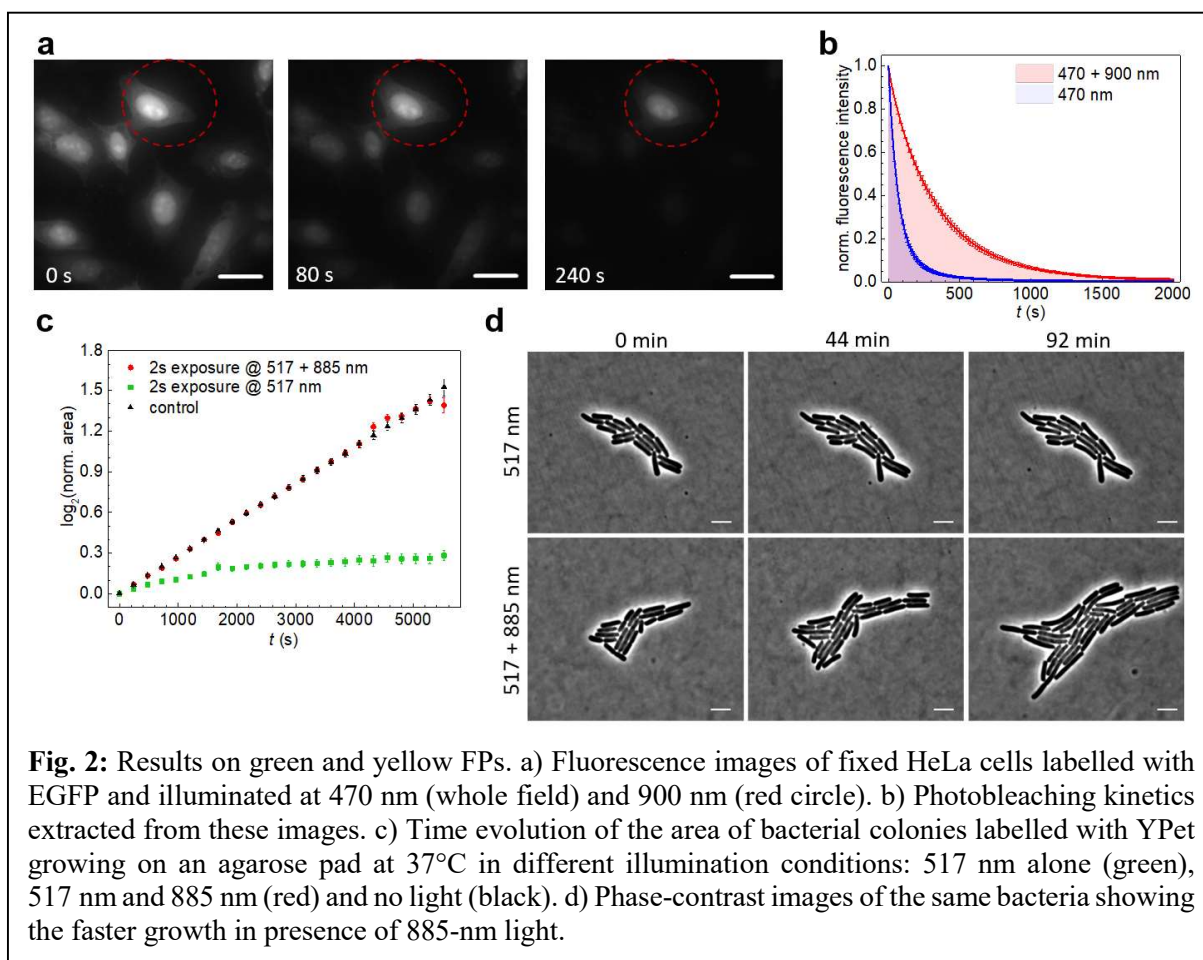 a
0 s
80 s
240 s
b
norm. fluorescence intensity
1.0
0.8
0.6
0.4
0.2
0.0
470 + 900 nm
470 nm
0 500 1000 1500 2000
t (s)
c
log2(norm. area)
1.8
1.5
1.2
0.9
0.6
0.3
0.0
2s exposure @ 517 + 885 nm
2s exposure @ 517 nm
control
0 1000 2000 3000 4000 5000
t (s)
d
0 min 44 min 92 min
517 nm
517 + 885 nm
Fig. 2: Results on green and yellow FPs. a) Fluorescence images of fixed HeLa cells labelled with
EGFP and illuminated at 470 nm (whole field) and 900 nm (red circle). b) Photobleaching kinetics
extracted from these images. c) Time evolution of the area of bacterial colonies labelled with YPet
growing on an agarose pad at 37°C in different illumination conditions: 517 nm alone (green),
517 nm and 885 nm (red) and no light (black). d) Phase-contrast images of the same bacteria showing
the faster growth in presence of 885-nm light.